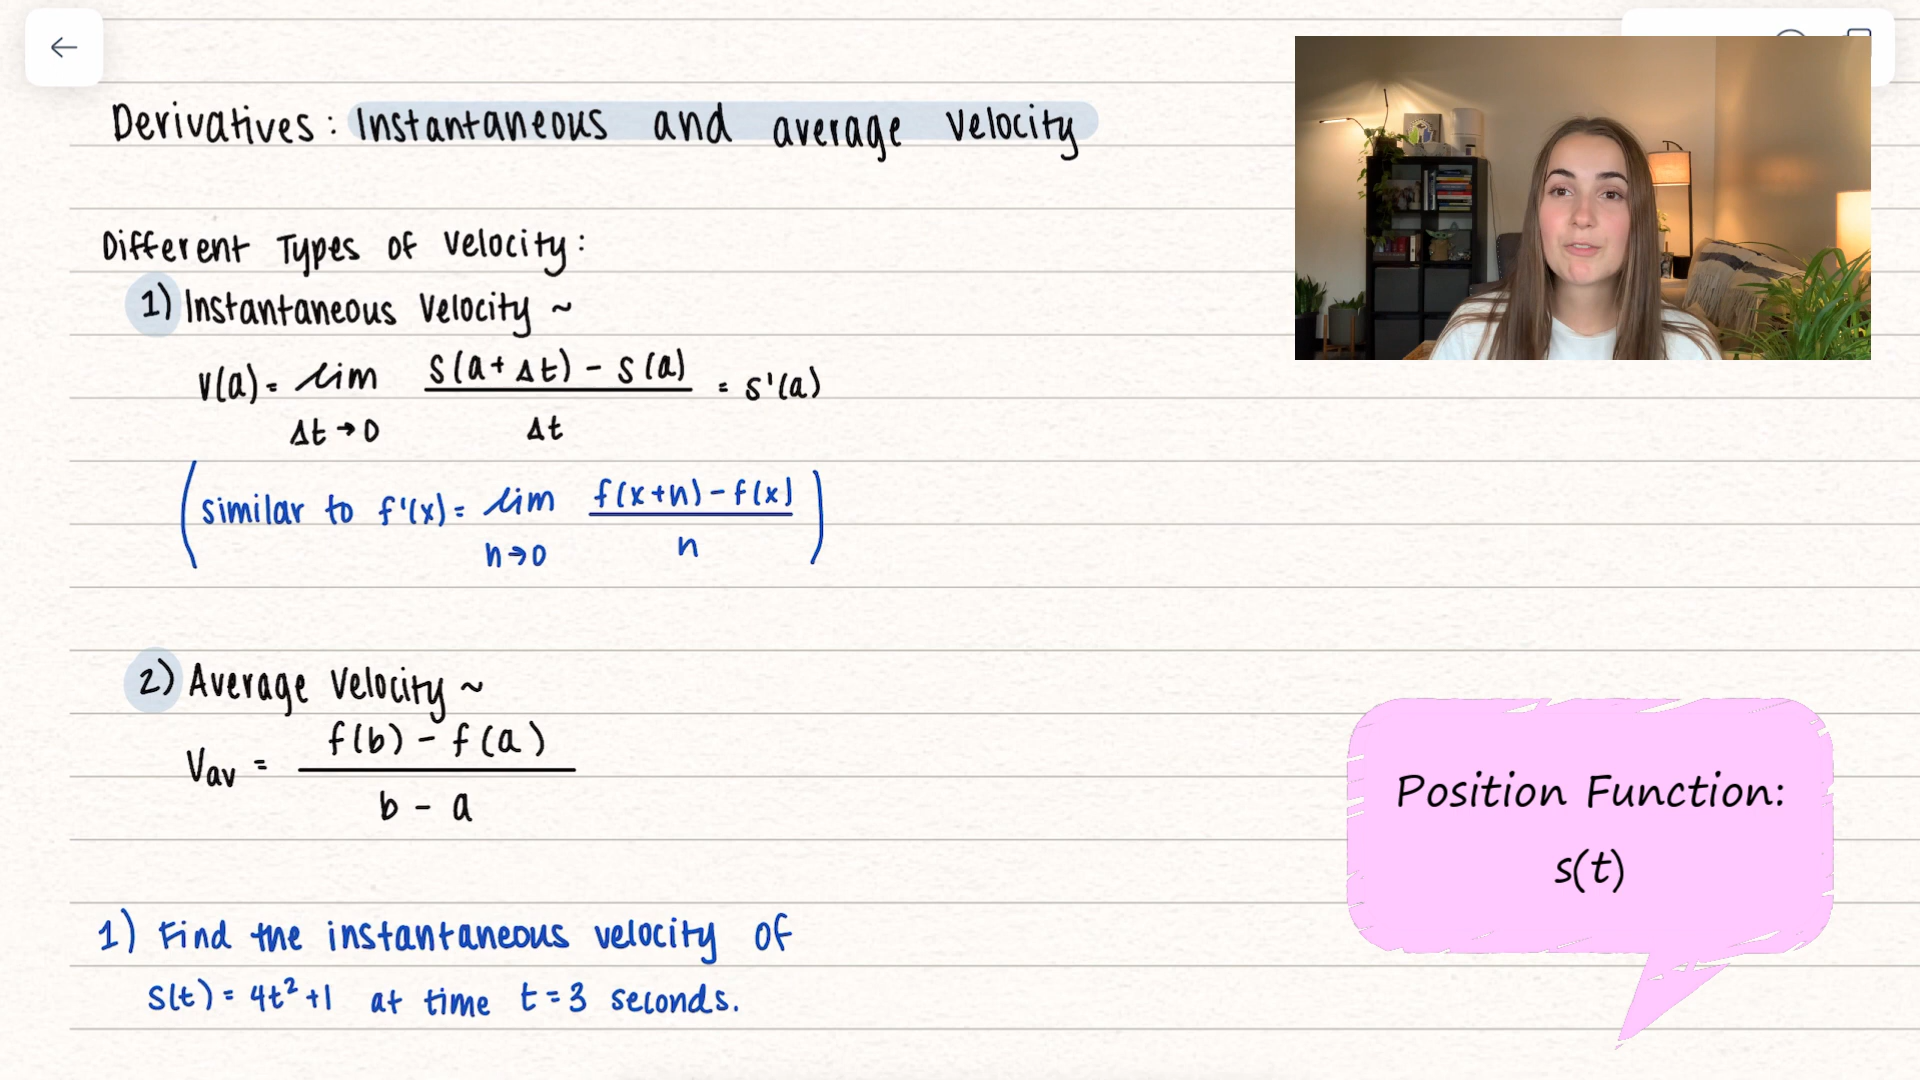 Derivatives: Instantaneous and average velocity
Different Types of velocity:
1) Instantaneous Velocity ~
v(a) = lim s(a + Δt) - s(a) = s'(a)
Δt → 0 Δt
(similar to f'(x) = lim f(x+h) - f(x))
h → 0 h
2) Average Velocity ~
Vav = f(b) - f(a)
b - a
1) Find the instantaneous velocity of
s(t) = 4t² + 1 at time t = 3 seconds.
Position Function:
s(t)